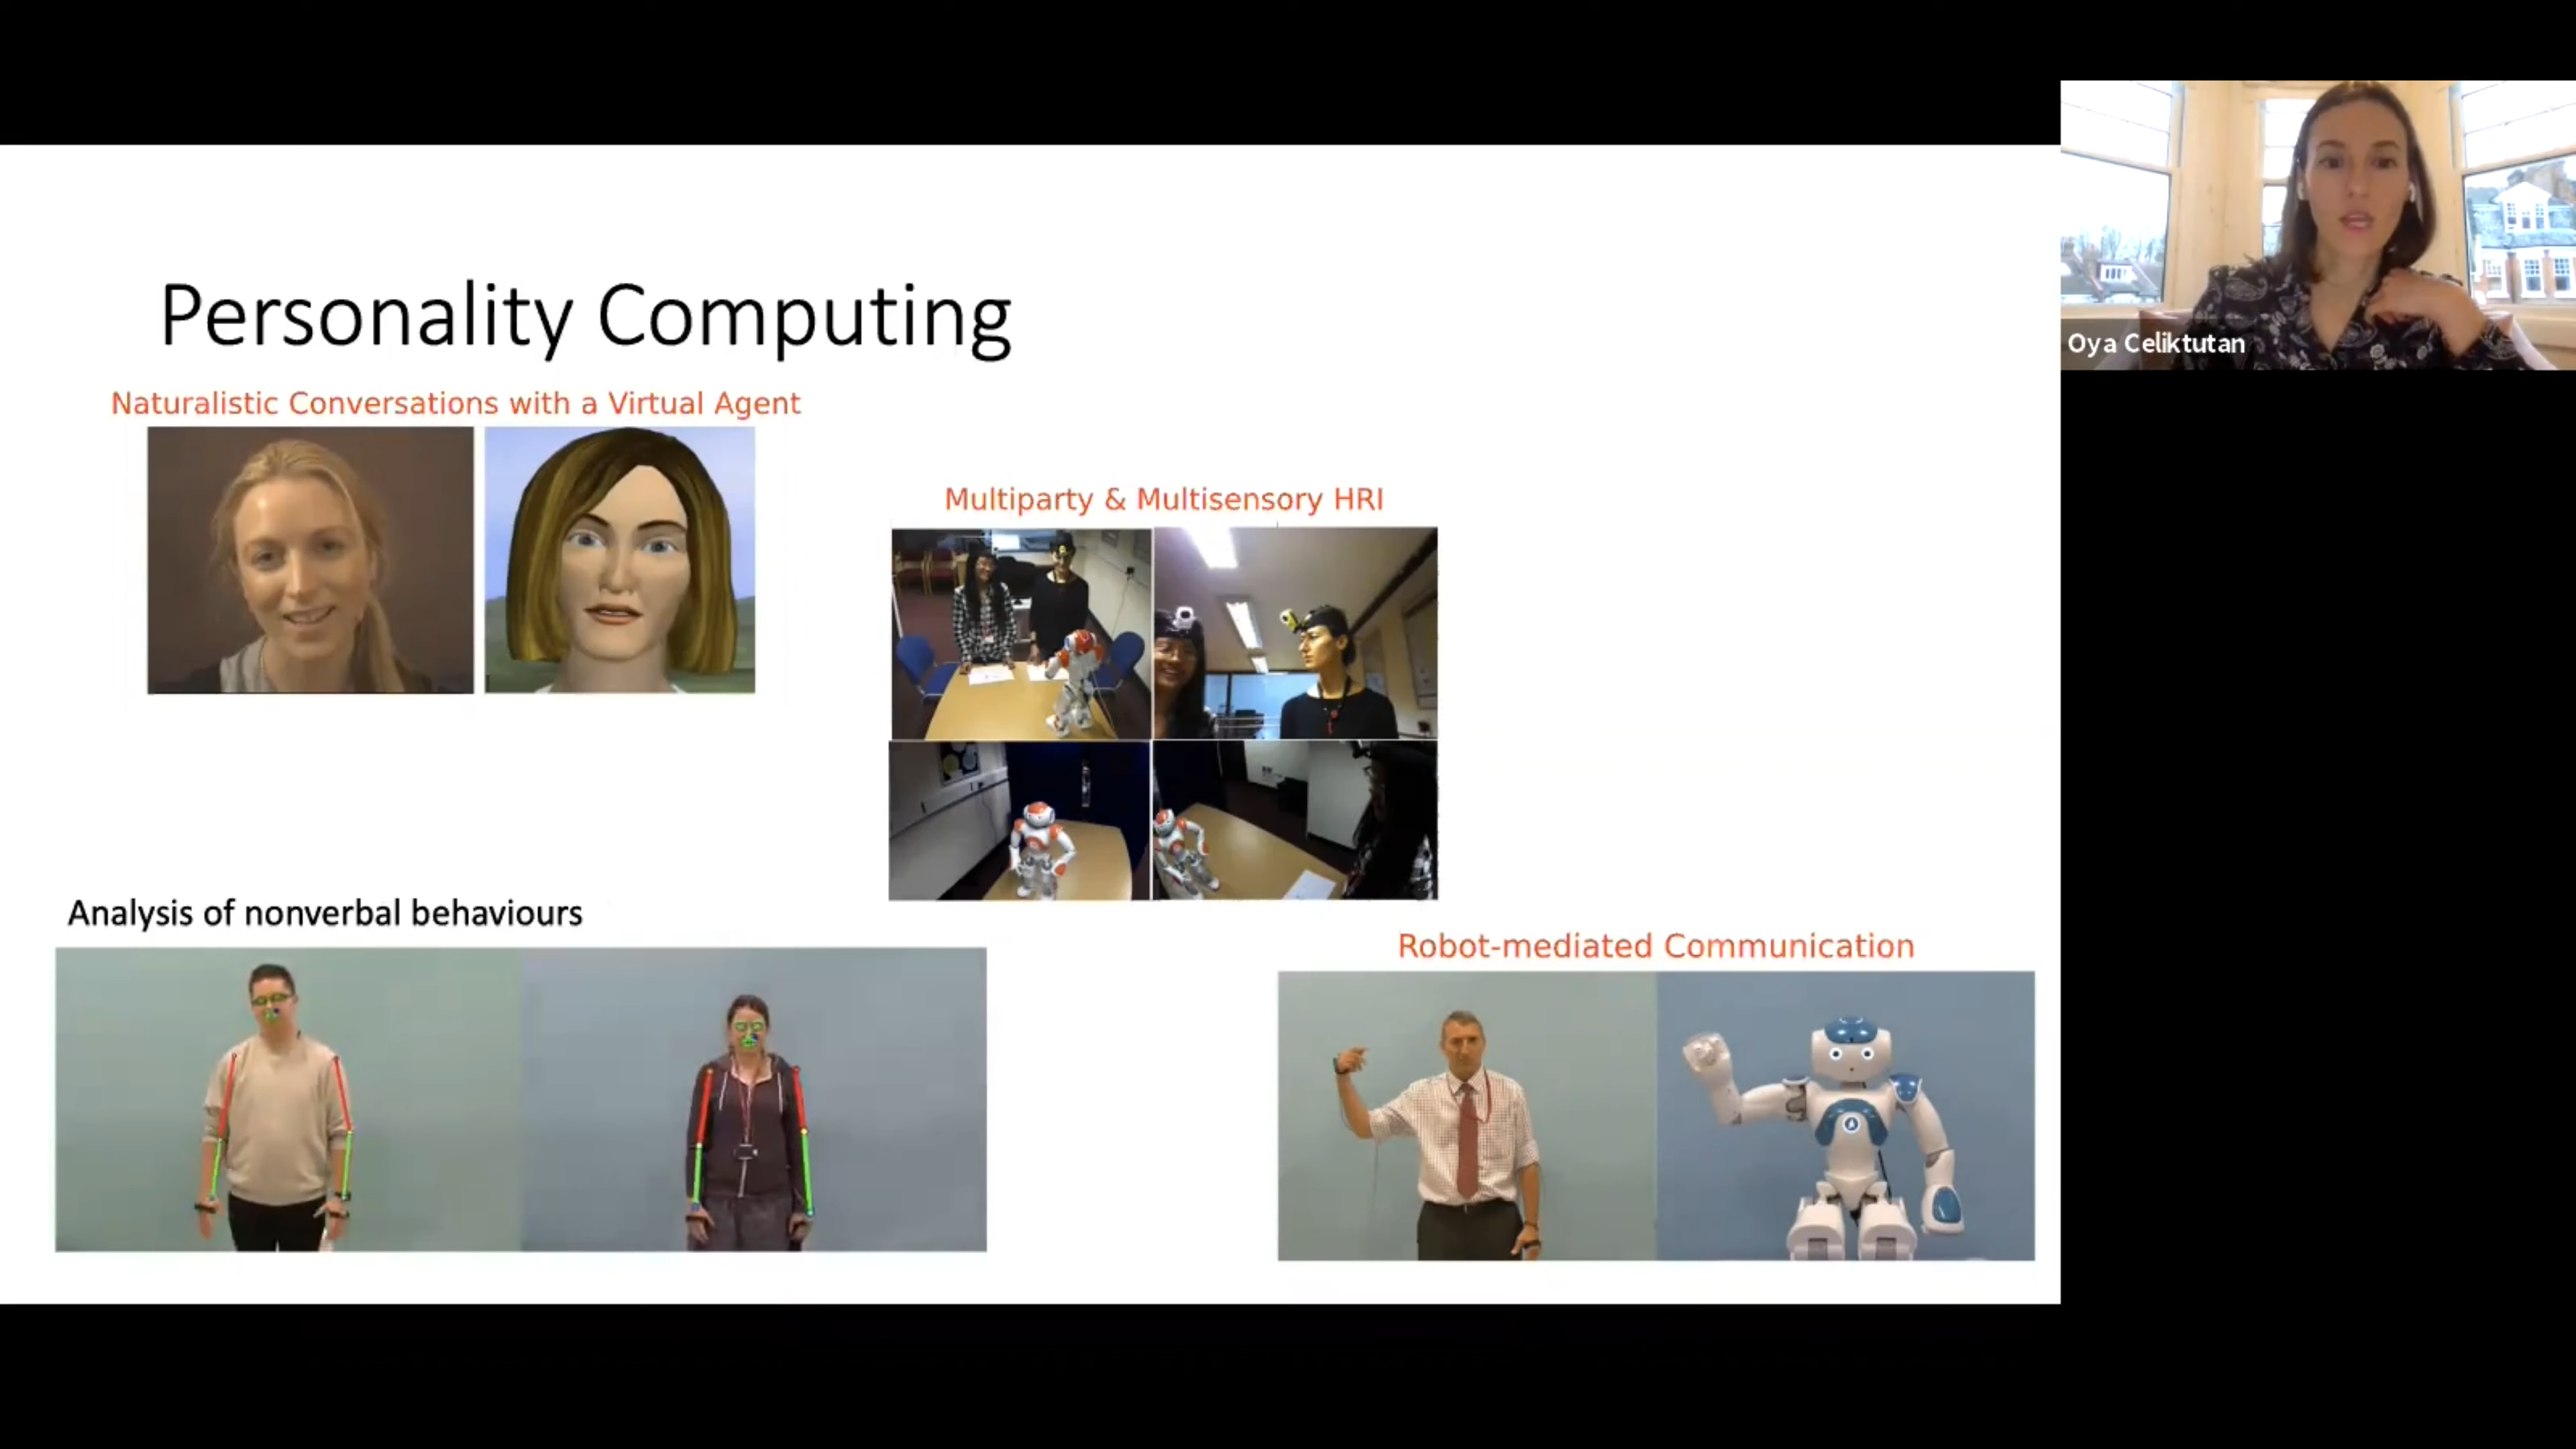 Personality Computing
Oya Celiktutan
Naturalistic Conversations with a Virtual Agent
Multiparty & Multisensory HRI
Analysis of nonverbal behaviours
Robot-mediated Communication